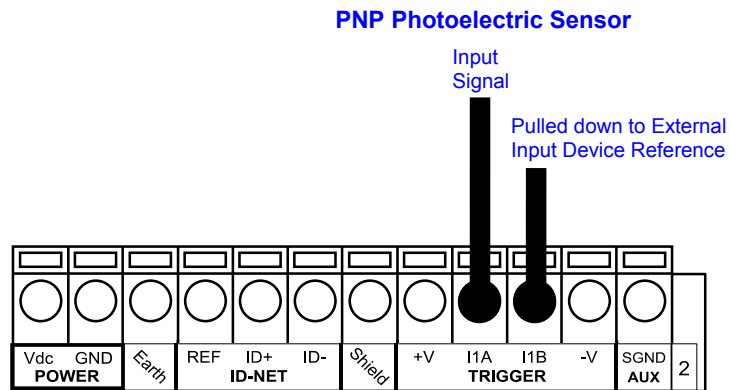 PNP Photoelectric Sensor
Input
Signal
Pulled down to External
Input Device Reference
Vdc GND Earth REF ID+ ID- Shield +V I1A I1B -V SGND 2
POWER ID-NET TRIGGER AUX